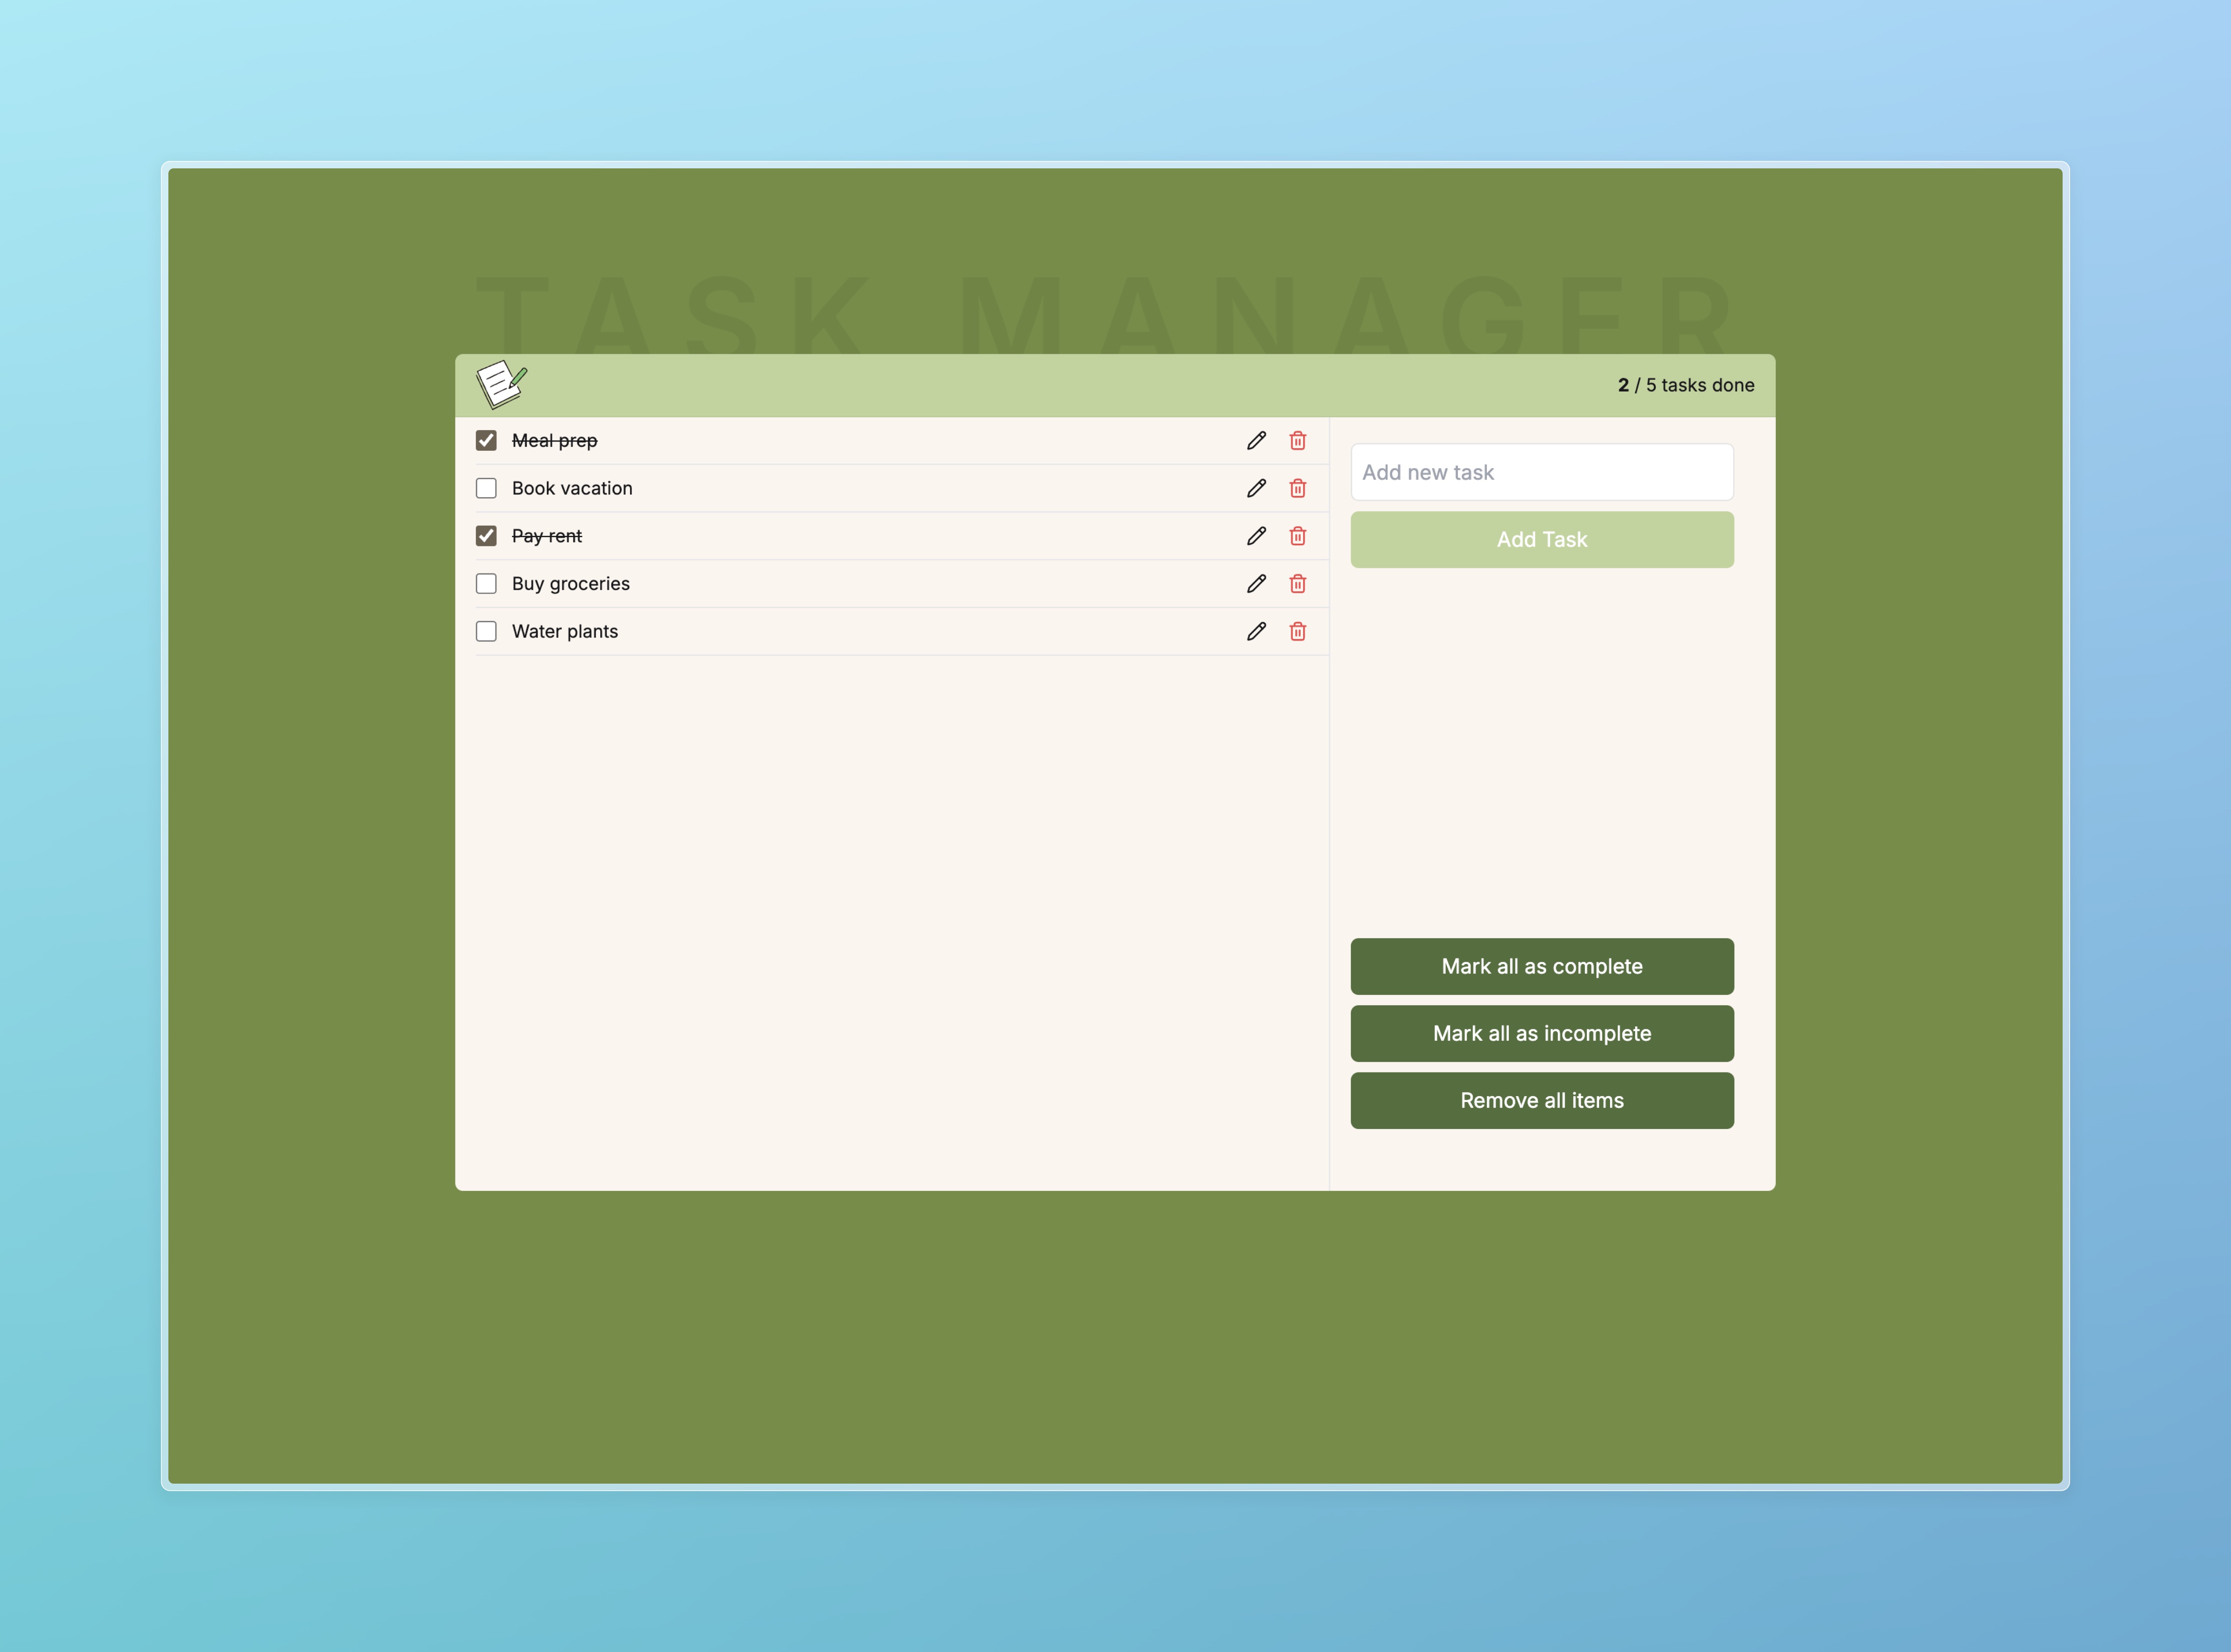 TASK MANAGER
2 / 5 tasks done
Meal prep
Book vacation
Pay rent
Buy groceries
Water plants
Add new task
Add Task
Mark all as complete
Mark all as incomplete
Remove all items